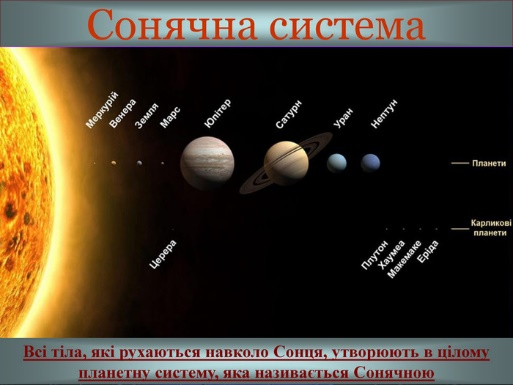 Сонячна система
Меркурій
Венера
Земля
Марс
Юпітер
Сатурн
Уран
Нептун
Планети
Церера
Плутон
Хаумеа
Макемаке
Еріда
Карликові
планети
Всі тіла, які рухаються навколо Сонця, утворюють в цілому
планетну систему, яка називається Сонячною